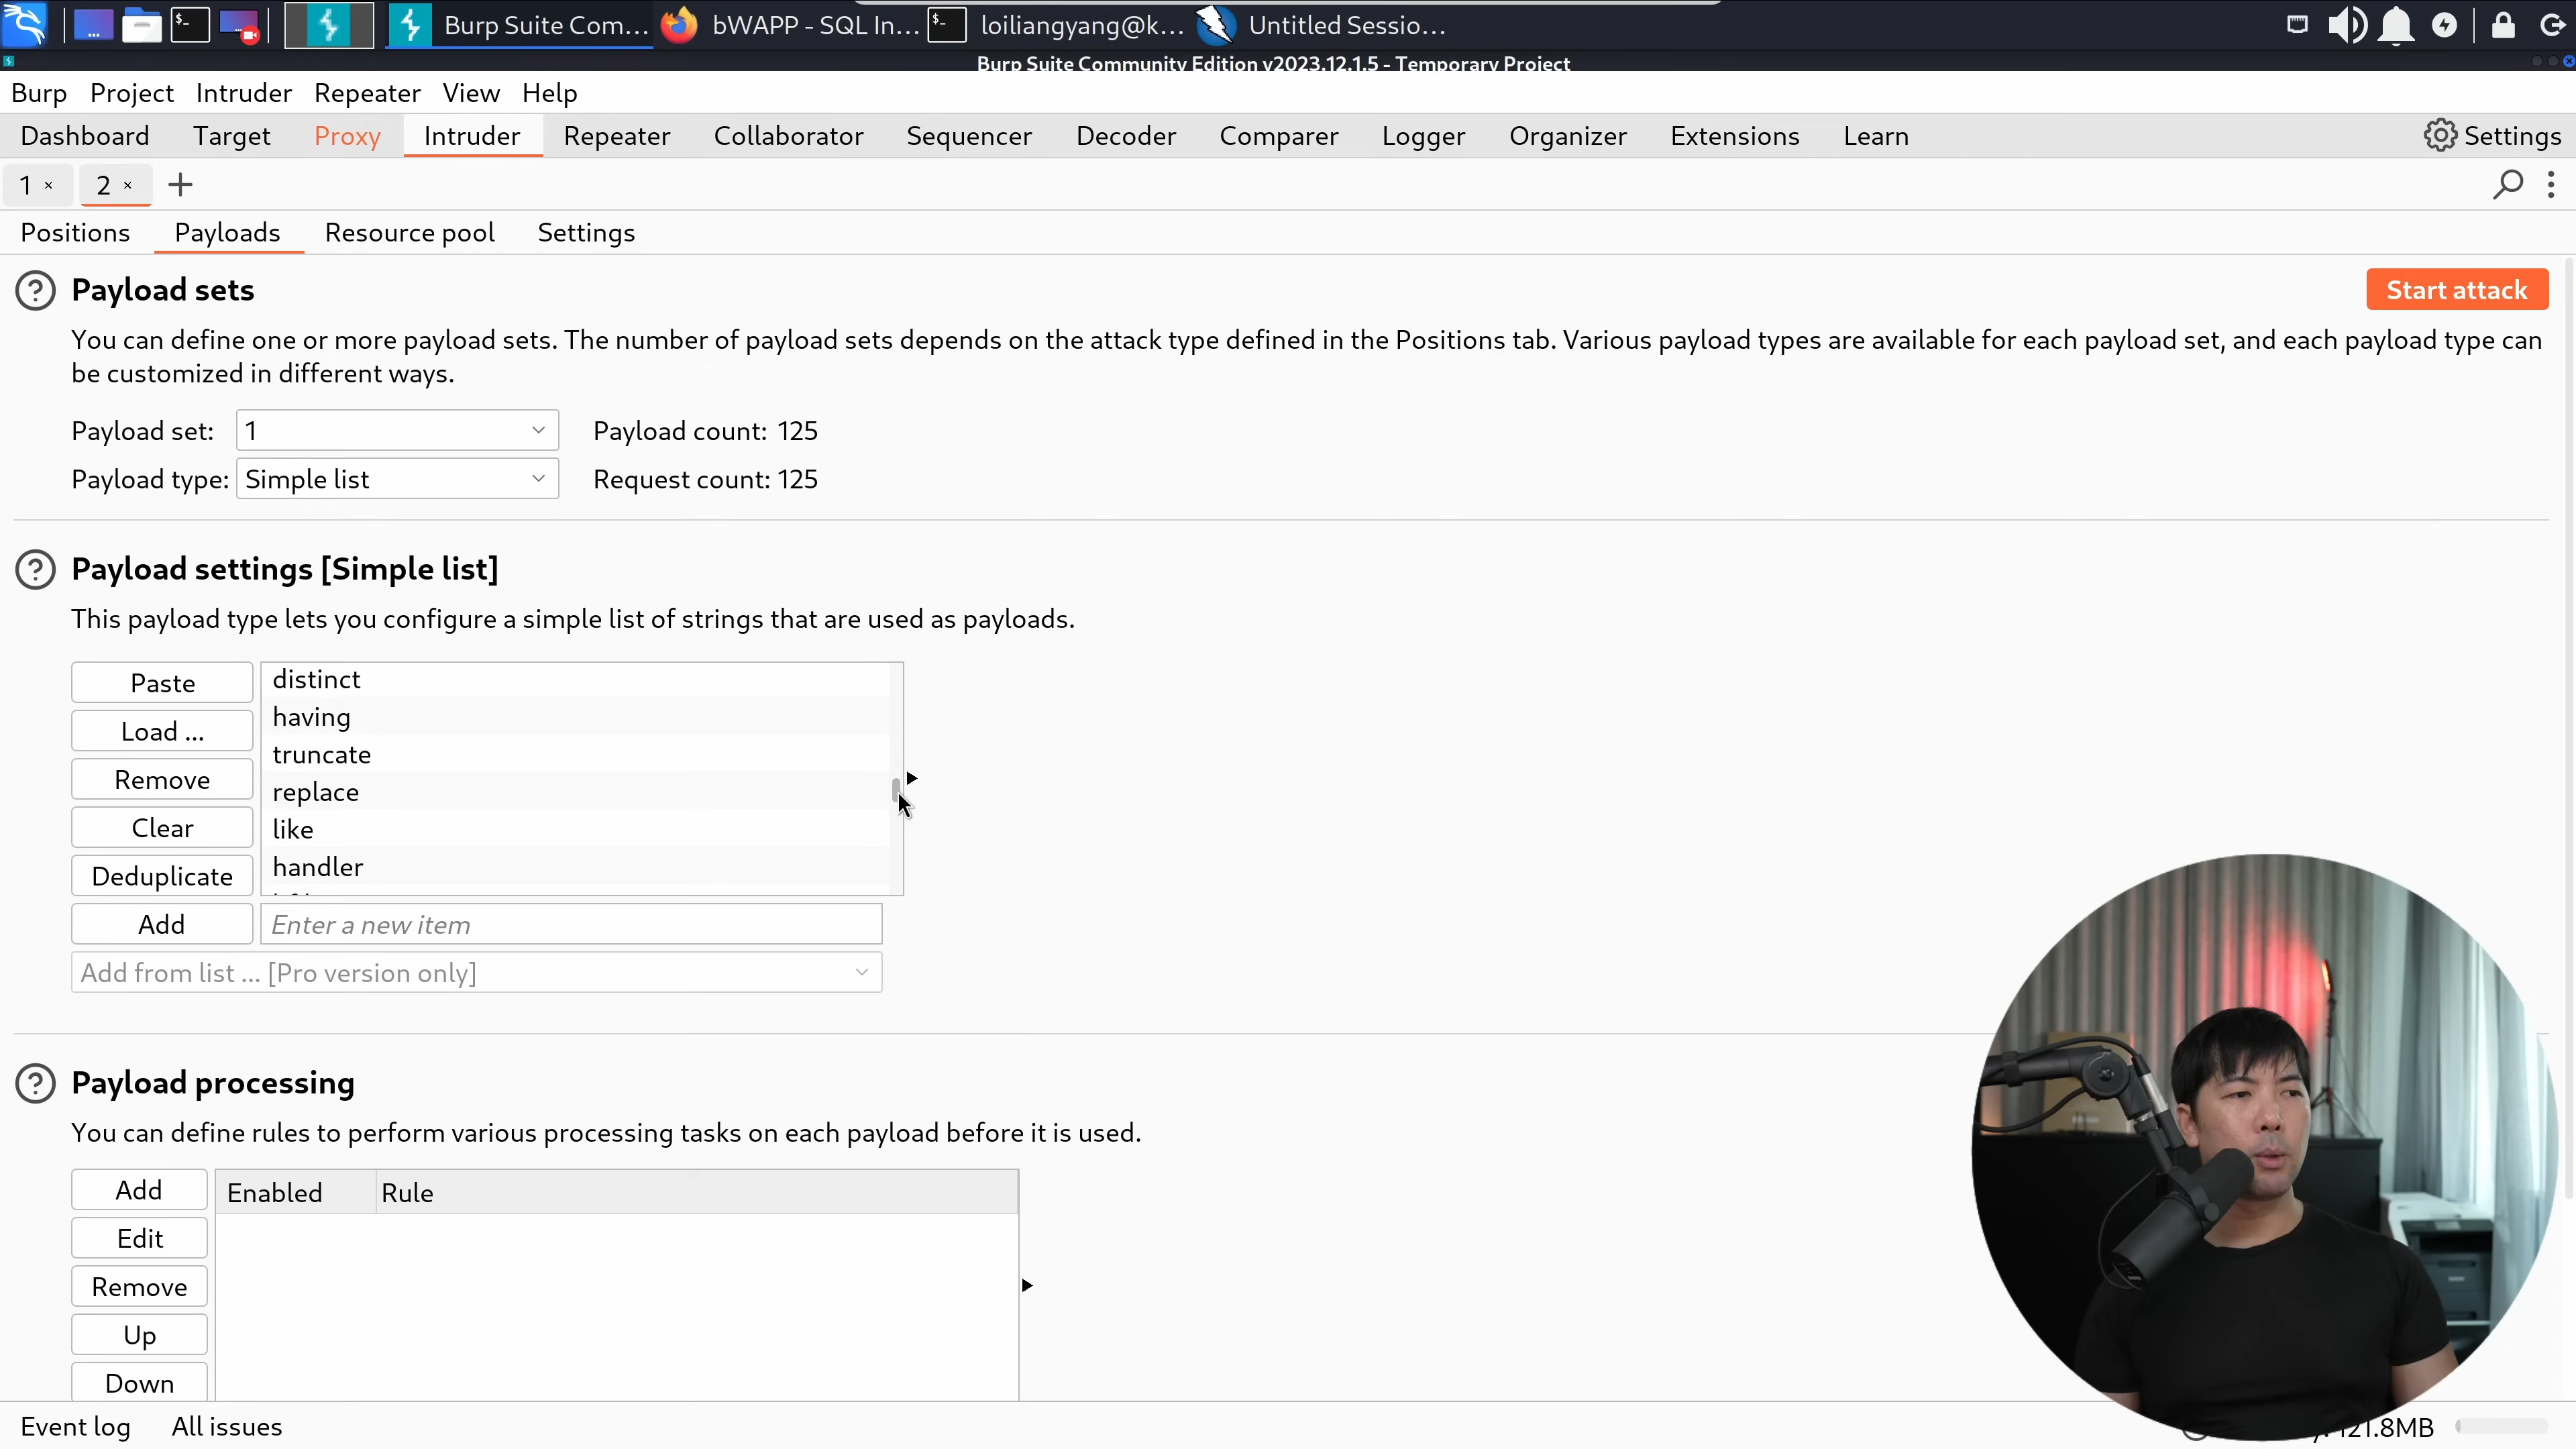 Burp Suite Com...
bWAPP - SQL In...
loiliangyang@k...
Untitled Sessio...
Burp Suite Community Edition v2023.12.1.5 - Temporary Project
Burp Project Intruder Repeater View Help
Dashboard Target Proxy Intruder Repeater Collaborator Sequencer Decoder Comparer Logger Organizer Extensions Learn Settings
1 × 2 × +
Positions Payloads Resource pool Settings
? Payload sets
Start attack
You can define one or more payload sets. The number of payload sets depends on the attack type defined in the Positions tab. Various payload types are available for each payload set, and each payload type can
be customized in different ways.
Payload set: 1 Payload count: 125
Payload type: Simple list Request count: 125
? Payload settings [Simple list]
This payload type lets you configure a simple list of strings that are used as payloads.
Paste
Load ...
Remove
Clear
Deduplicate
distinct
having
truncate
replace
like
handler
Add Enter a new item
Add from list ... [Pro version only]
? Payload processing
You can define rules to perform various processing tasks on each payload before it is used.
Add
Edit
Remove
Up
Down
Enabled Rule
Event log All issues
121.8MB